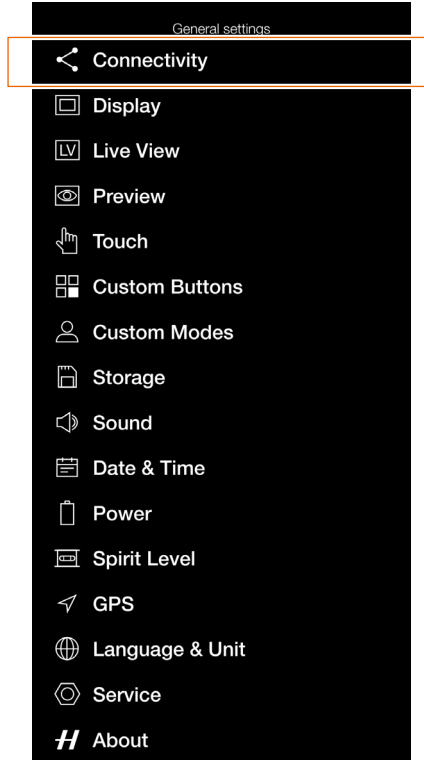 General settings
Connectivity
Display
LV Live View
Preview
Touch
Custom Buttons
Custom Modes
Storage
Sound
Date & Time
Power
Spirit Level
GPS
Language & Unit
Service
H About